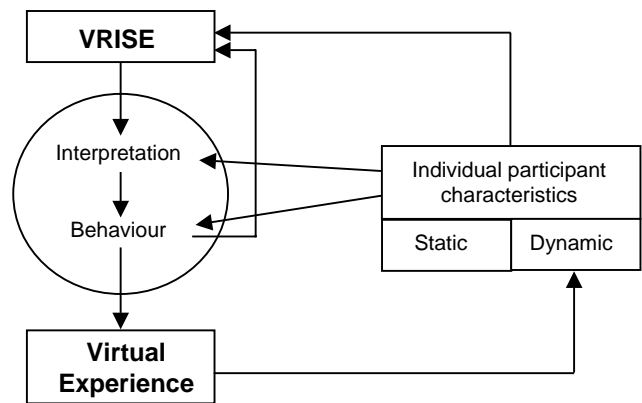 VRISE
Interpretation
Behaviour
Individual participant
characteristics
Static
Dynamic
Virtual
Experience